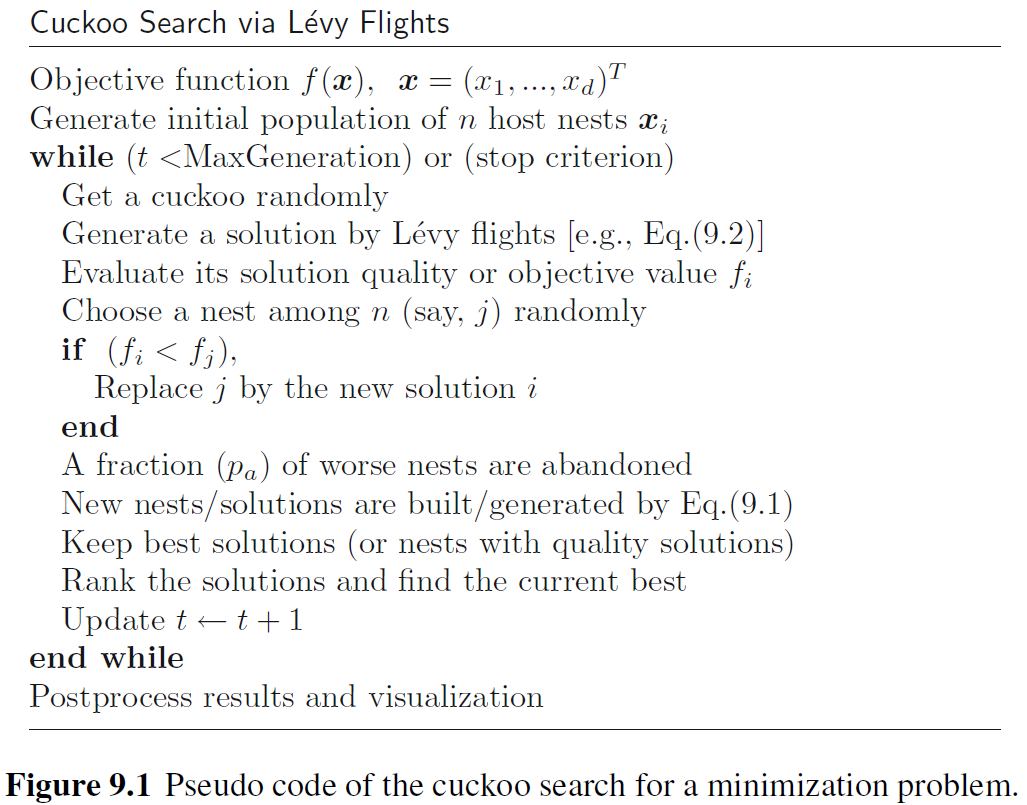 Cuckoo Search via Lévy Flights
Objective function f(x), x = (x₁, ..., x_d)ᵀ
Generate initial population of n host nests xᵢ
while (t <MaxGeneration) or (stop criterion)
Get a cuckoo randomly
Generate a solution by Lévy flights [e.g., Eq.(9.2)]
Evaluate its solution quality or objective value fᵢ
Choose a nest among n (say, j) randomly
if (fᵢ < fⱼ),
Replace j by the new solution i
end
A fraction (pₐ) of worse nests are abandoned
New nests/solutions are built/generated by Eq.(9.1)
Keep best solutions (or nests with quality solutions)
Rank the solutions and find the current best
Update t ← t + 1
end while
Postprocess results and visualization
Figure 9.1 Pseudo code of the cuckoo search for a minimization problem.